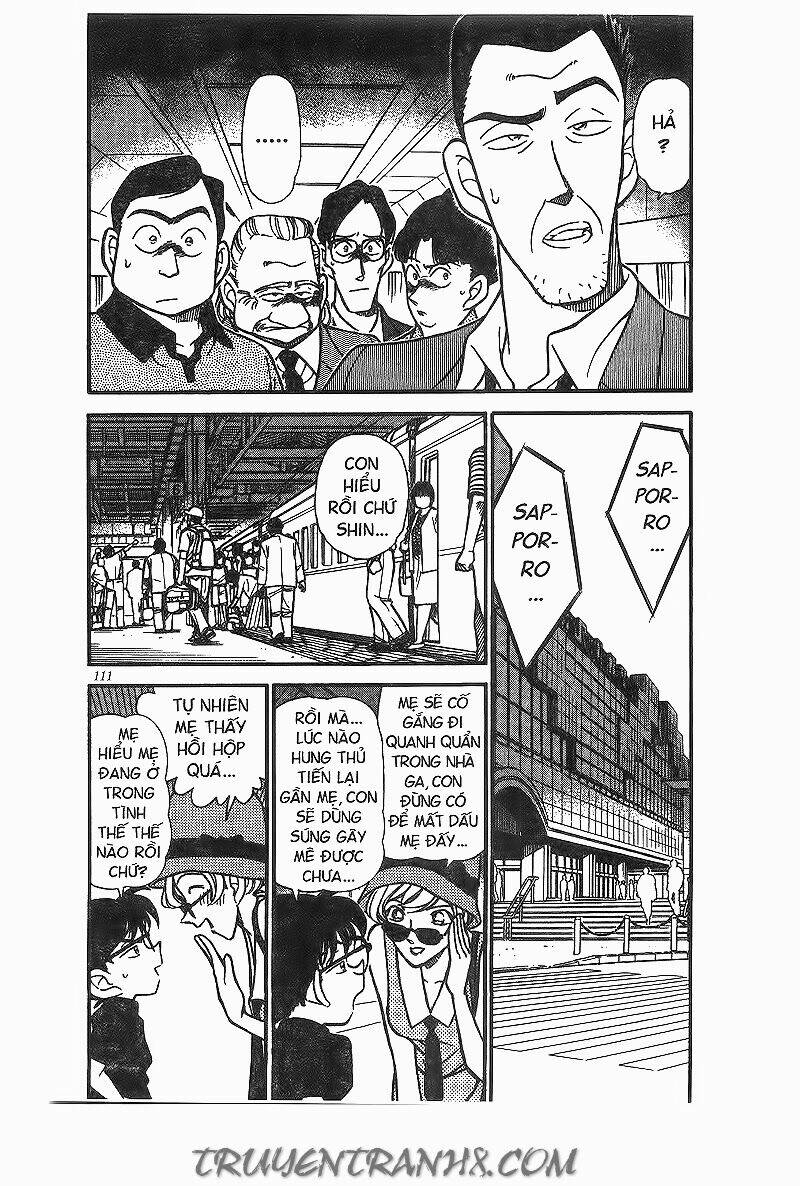 HẢ
?
.....
SAP-
POR-
RO
...
SAP-
POR-
RO
...
CON
HIỂU
RỒI CHỨ
SHIN...
111
MẸ SẼ CỐ
GẮNG ĐI
QUANH QUẨN
TRONG NHÀ
GA, CON
ĐỪNG CÓ
ĐỂ MẤT DẤU
MẸ ĐẤY...
RỒI MÀ...
LÚC NÀO
HUNG THỦ
TIẾN LẠI
GẦN MẸ, CON
SẼ DÙNG
SÚNG GÂY
MÊ ĐƯỢC
CHƯA...
TỰ NHIÊN
MẸ THẤY
HỒI HỘP
QUÁ...
MẸ
HIỂU MẸ
ĐANG Ở
TRONG
TÌNH
THẾ THẾ
NÀO RỒI
CHỨ?
TRUYENTRANH8.COM